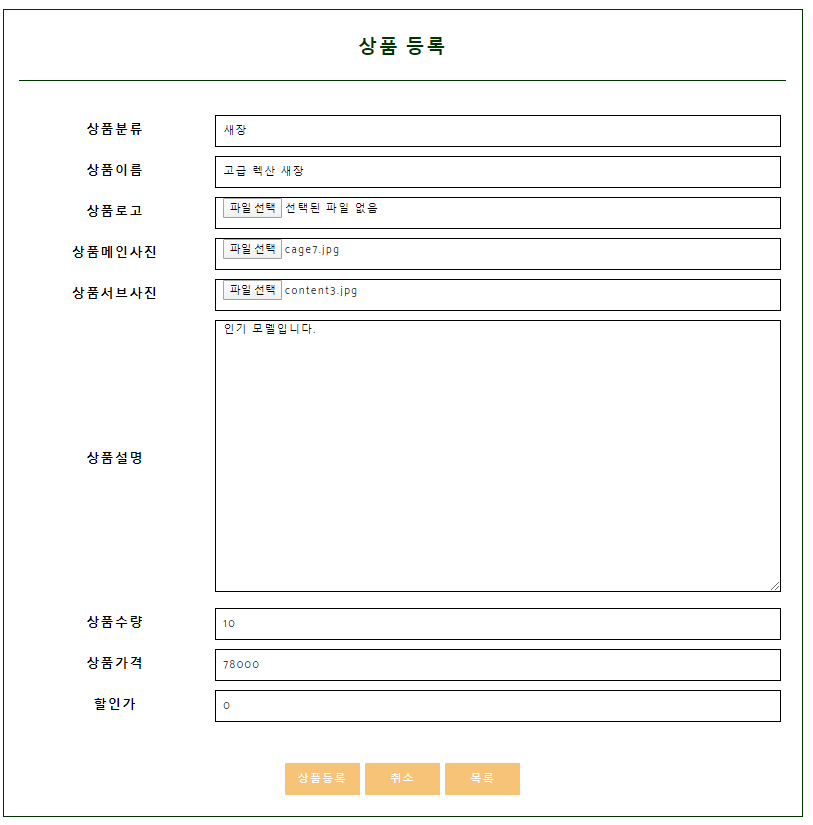 상품 등록
상품분류 새장
상품이름 고급 렉산 새장
상품로고 파일 선택 선택된 파일 없음
상품메인사진 파일 선택 cage7.jpg
상품서브사진 파일 선택 content3.jpg
인기 모델입니다.
상품설명
상품수량 10
상품가격 78000
할인가 0
상품등록 취소 목록